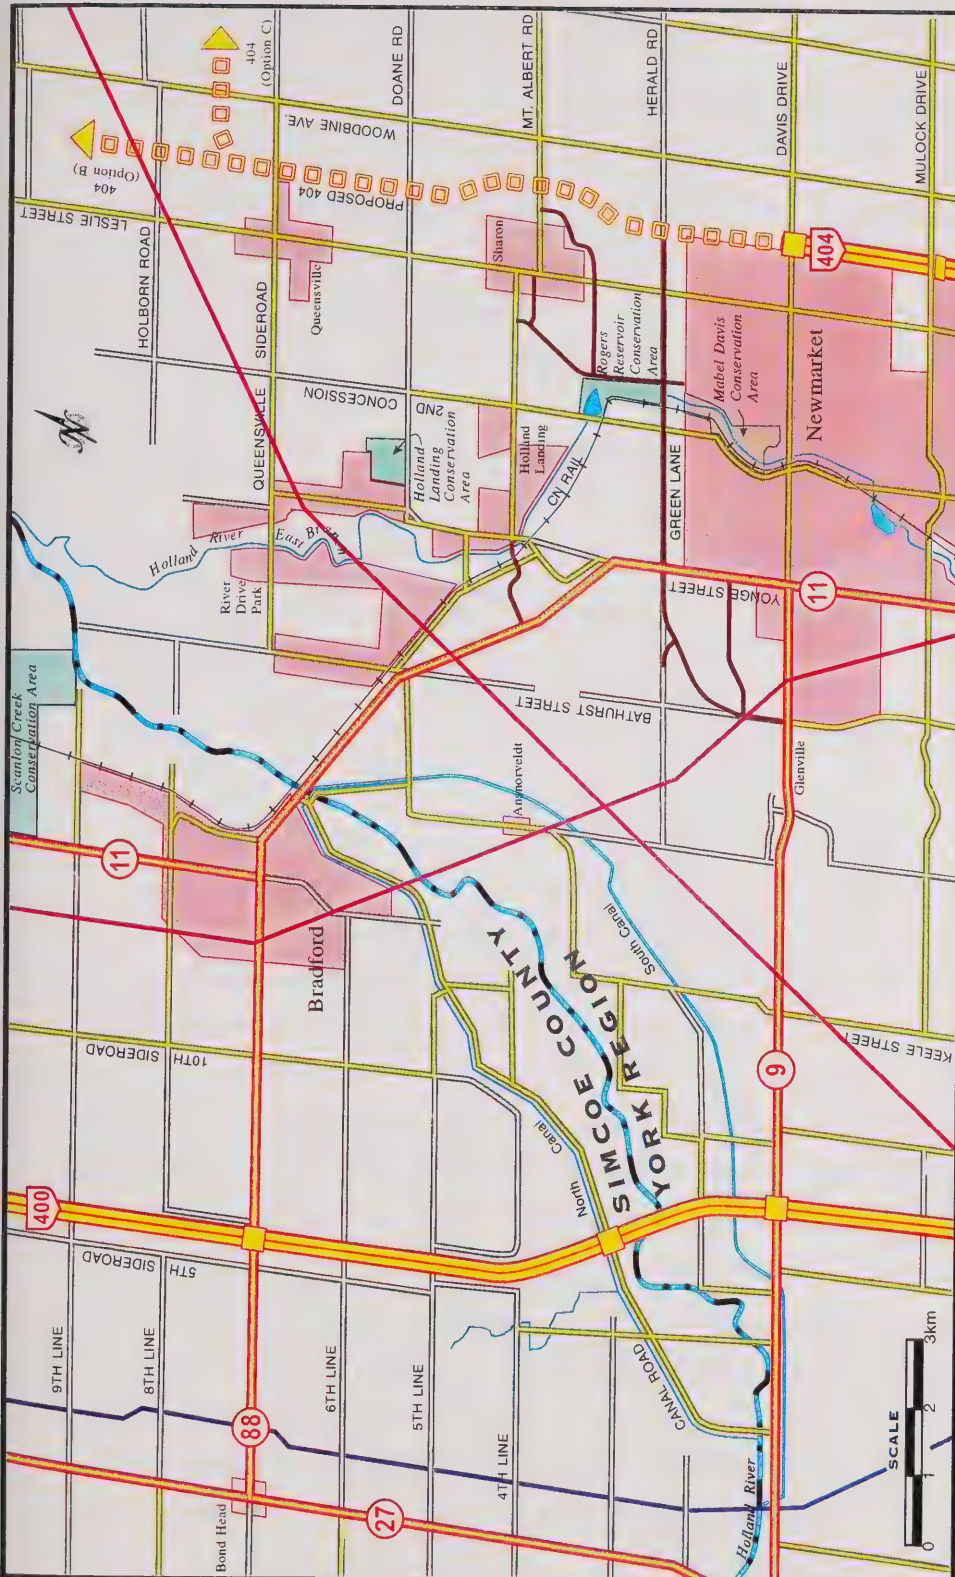 404
(Option C)
404
(Option B)
PROPOSED 404
WOODBINE AVE.
LESLIE STREET
HOLBORN ROAD
QUEENSVILLE
SIDEROAD
DOANE RD
MT. ALBERT RD
HERALD RD
DAVIS DRIVE
MULOCK DRIVE
Queensville
Sharon
404
2ND
CONCESSION
N
Rogers
Reservoir
Conservation
Area
Mabel Davis
Conservation
Area
Newmarket
Holland
Landing
Conservation
Area
Holland
Landing
CN RAIL
GREEN LANE
Holland River East Branch
River
Drive
Park
YONGE STREET
11
BATHURST STREET
Scanlon Creek
Conservation Area
Ansnorveldt
Glenville
11
Bradford
South Canal
SIMCOE COUNTY
YORK REGION
KEELE STREET
10TH
SIDEROAD
9
North
Canal
400
5TH
SIDEROAD
9TH LINE
8TH LINE
6TH LINE
5TH LINE
4TH LINE
CANAL ROAD
88
27
Bond Head
Holland River
SCALE
0 1 2 3km